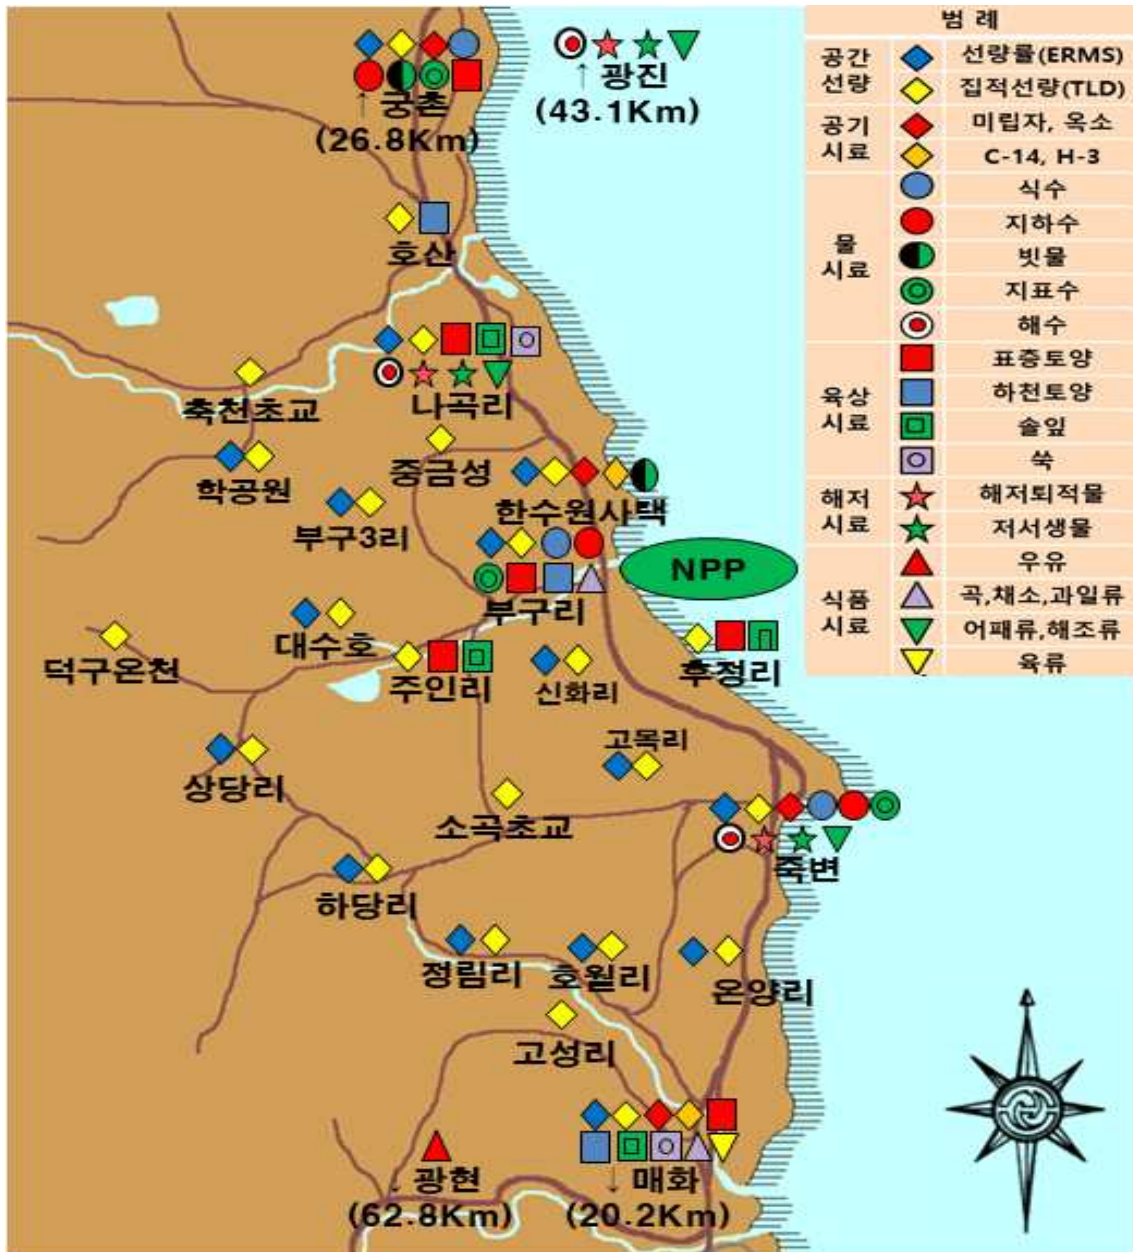 범 례
공간
선량
선량률(ERMS)
집적선량(TLD)
공기
시료
미립자, 옥소
C-14, H-3
물
시료
식수
지하수
빗물
지표수
해수
육상
시료
표층토양
하천토양
솔잎
쑥
해저
시료
해저퇴적물
저서생물
식품
시료
우유
곡,채소,과일류
어패류,해조류
육류
↑ 궁촌
(26.8Km)
↑ 광진
(43.1Km)
호산
나곡리
축천초교
중금성
학공원
한수원사택
부구3리
NPP
부구리
대수호
덕구온천
주인리
신화리
후정리
고목리
상당리
소곡초교
죽변
하당리
정림리
호월리
온양리
고성리
↓ 광현
(62.8Km)
↓ 매화
(20.2Km)